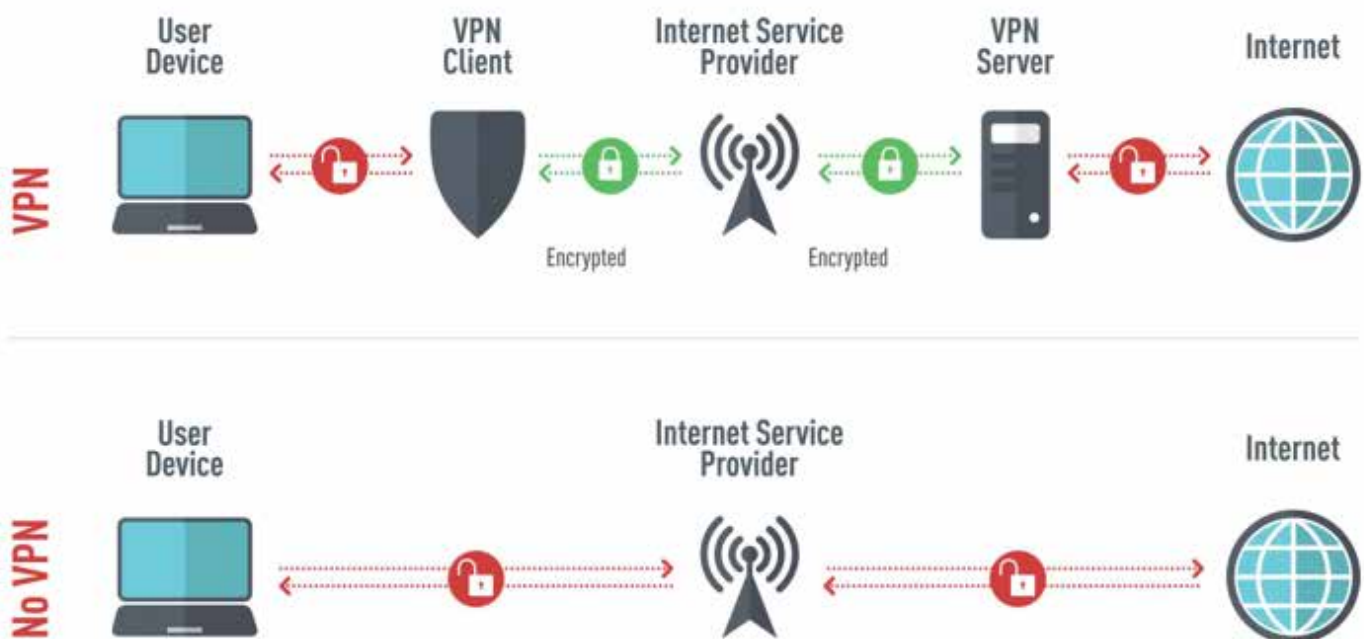 User
Device
VPN
Client
Internet Service
Provider
VPN
Server
Internet
VPN
Encrypted
Encrypted
User
Device
Internet Service
Provider
Internet
No VPN